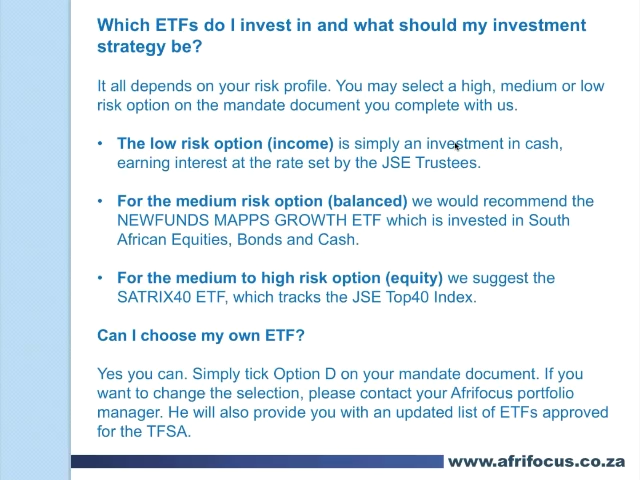 Which ETFs do I invest in and what should my investment
strategy be?
It all depends on your risk profile. You may select a high, medium or low
risk option on the mandate document you complete with us.
• The low risk option (income) is simply an investment in cash,
earning interest at the rate set by the JSE Trustees.
• For the medium risk option (balanced) we would recommend the
NEWFUNDS MAPPS GROWTH ETF which is invested in South
African Equities, Bonds and Cash.
• For the medium to high risk option (equity) we suggest the
SATRIX40 ETF, which tracks the JSE Top40 Index.
Can I choose my own ETF?
Yes you can. Simply tick Option D on your mandate document. If you
want to change the selection, please contact your Afrifocus portfolio
manager. He will also provide you with an updated list of ETFs approved
for the TFSA.
www.afrifocus.co.za